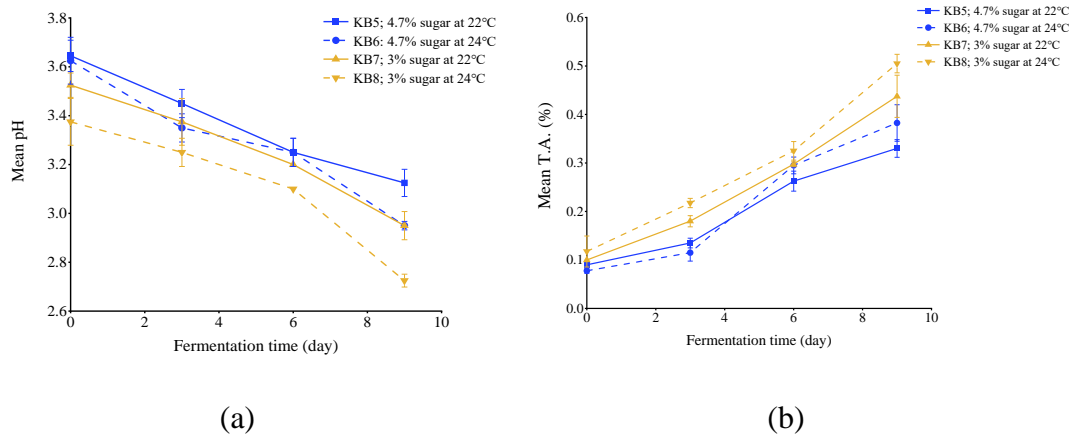 KB5; 4.7% sugar at 22℃
KB6: 4.7% sugar at 24℃
KB7; 3% sugar at 22℃
KB8; 3% sugar at 24℃
Mean pH
3.8
3.6
3.4
3.2
3.0
2.8
2.6
0
2
4
6
8
10
Fermentation time (day)
(a)
KB5; 4.7% sugar at 22℃
KB6; 4.7% sugar at 24℃
KB7; 3% sugar at 22℃
KB8; 3% sugar at 24℃
Mean T.A. (%)
0.6
0.5
0.4
0.3
0.2
0.1
0.0
0
2
4
6
8
10
Fermentation time (day)
(b)